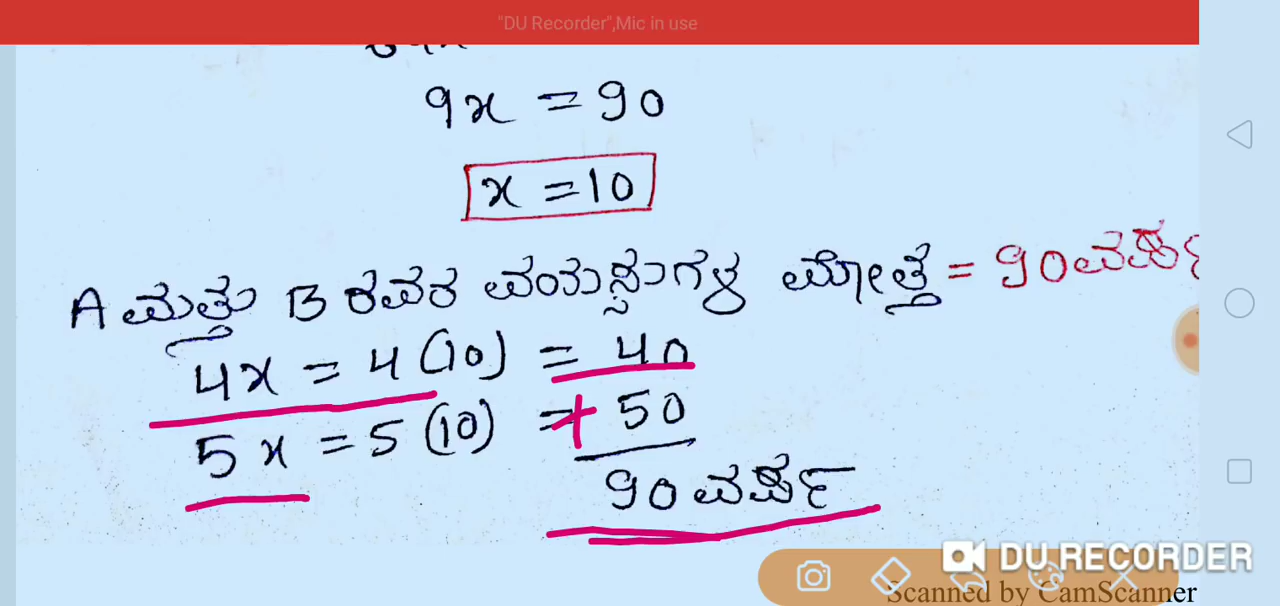 "DU Recorder",Mic in use
9x = 90
x = 10
A ಮತ್ತು B ರವರ ವಯಸ್ಸುಗಳ ಮೊತ್ತ = 90 ವರ್ಷ
4x = 4 (10) = 40
5x = 5 (10) = + 50
90 ವರ್ಷ
DU RECORDER
Scanned by CamScanner